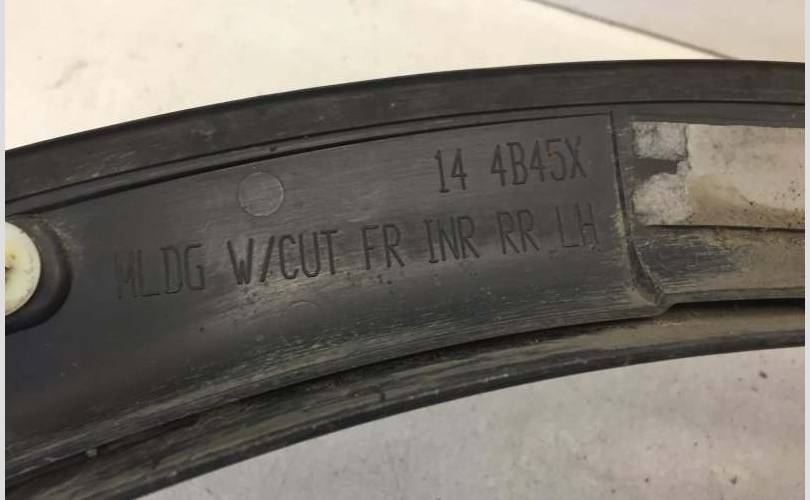 14 4B45X
MLDG W/CUT FR INR RR LH